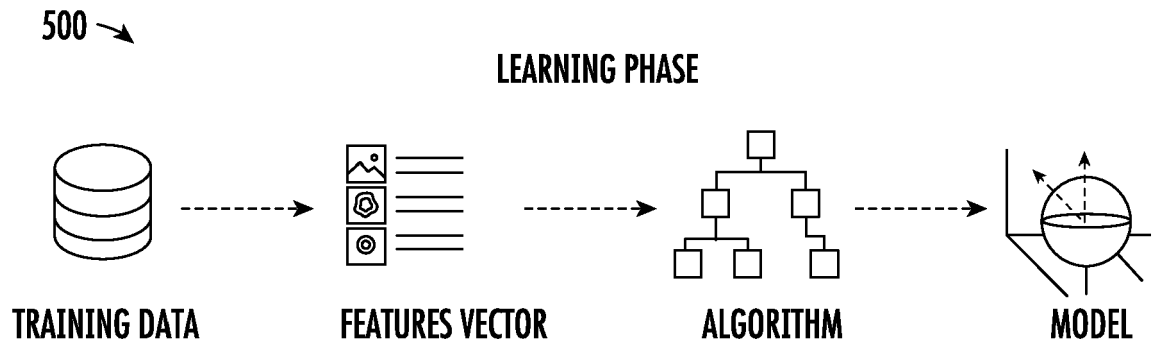 500
LEARNING PHASE
TRAINING DATA
FEATURES VECTOR
ALGORITHM
MODEL